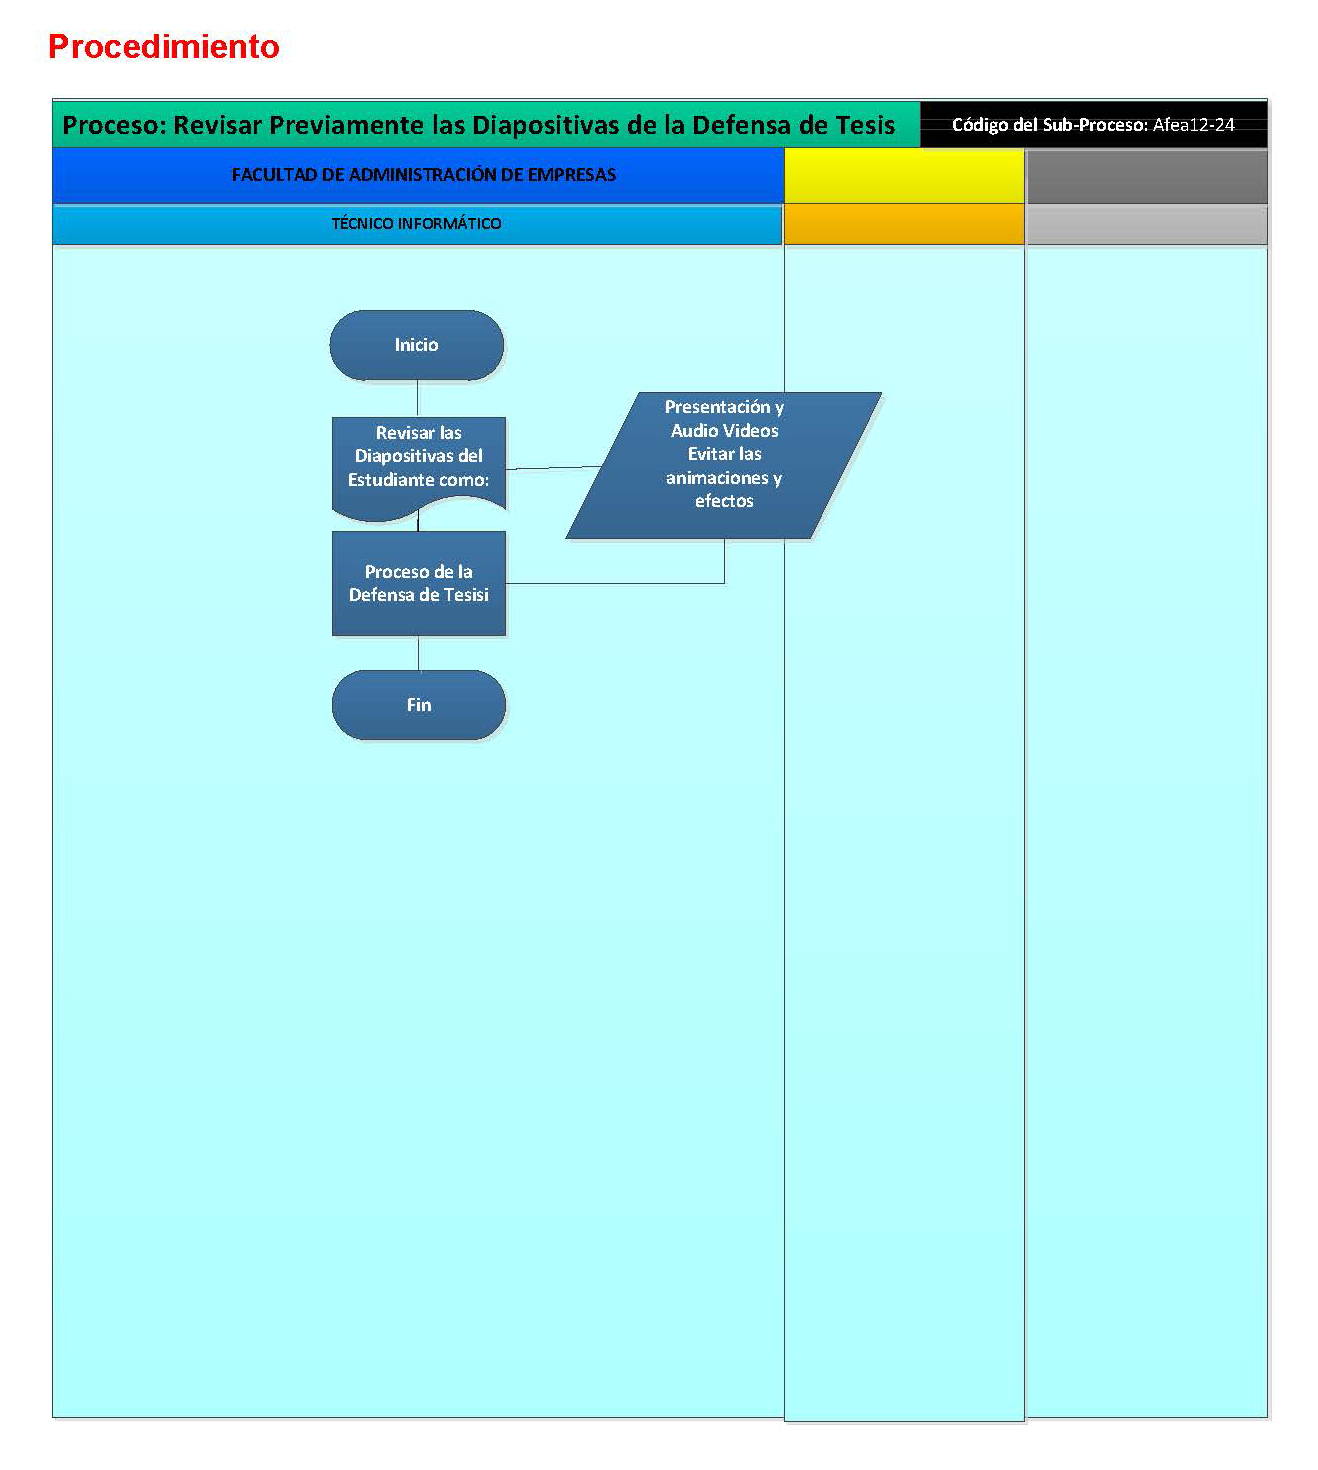 Procedimiento
Proceso: Revisar Previamente las Diapositivas de la Defensa de Tesis
Código del Sub-Proceso: Afea12-24
FACULTAD DE ADMINISTRACIÓN DE EMPRESAS
TÉCNICO INFORMÁTICO
Inicio
Revisar las
Diapositivas del
Estudiante como:
Presentación y
Audio Videos
Evitar las
animaciones y
efectos
Proceso de la
Defensa de Tesisi
Fin